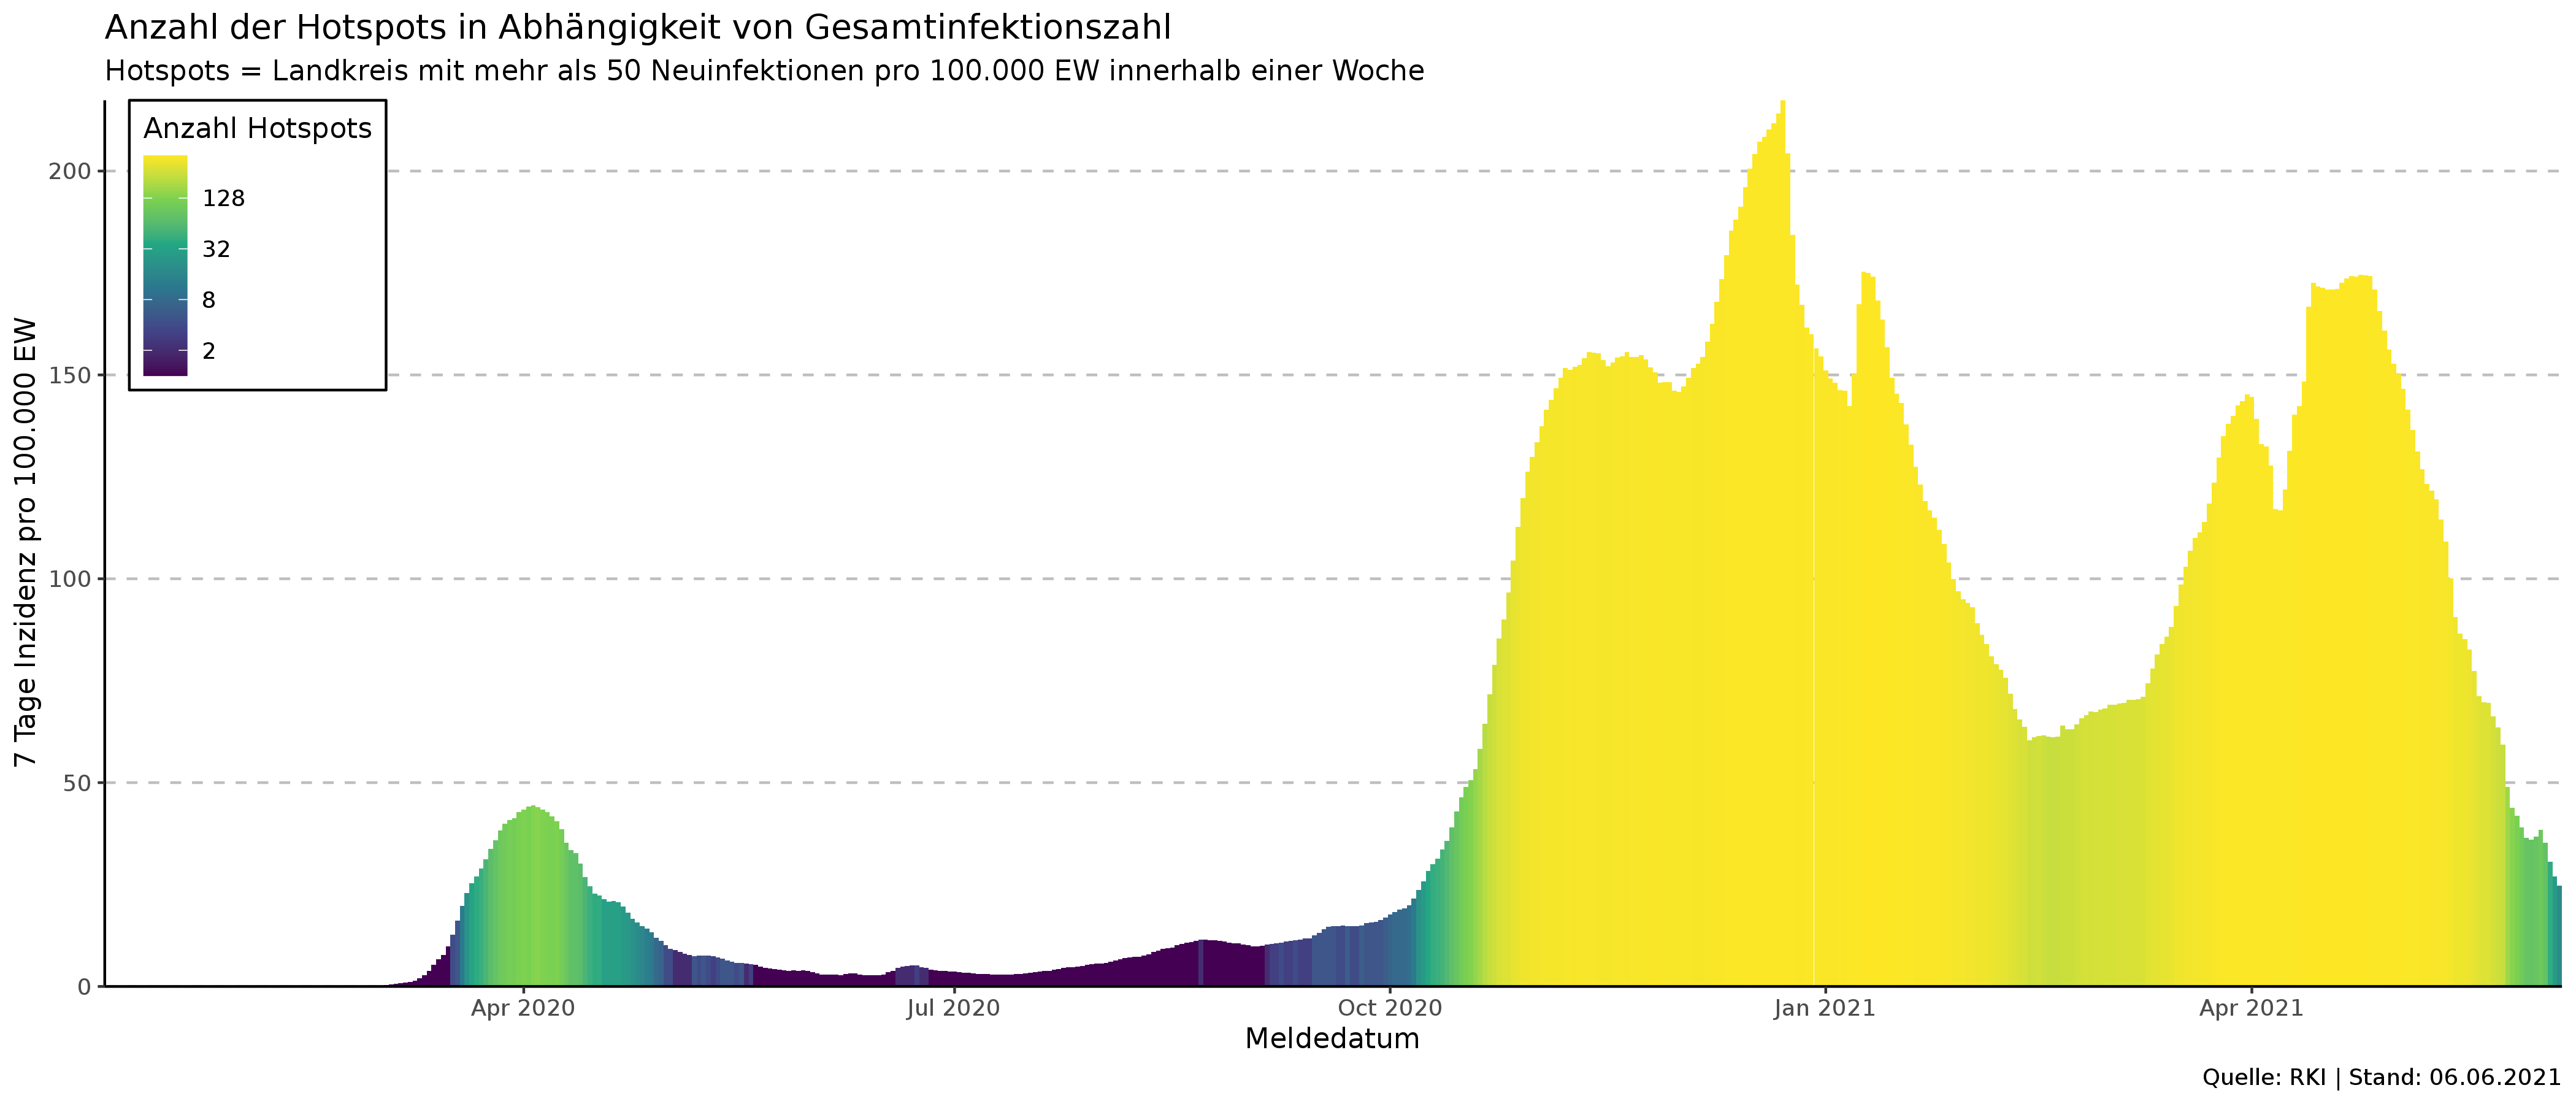 Anzahl der Hotspots in Abhängigkeit von Gesamtinfektionszahl
Hotspots = Landkreis mit mehr als 50 Neuinfektionen pro 100.000 EW innerhalb einer Woche
Anzahl Hotspots
128
32
8
2
7 Tage Inzidenz pro 100.000 EW
200
150
100
50
0
Apr 2020
Jul 2020
Oct 2020
Jan 2021
Apr 2021
Meldedatum
Quelle: RKI | Stand: 06.06.2021